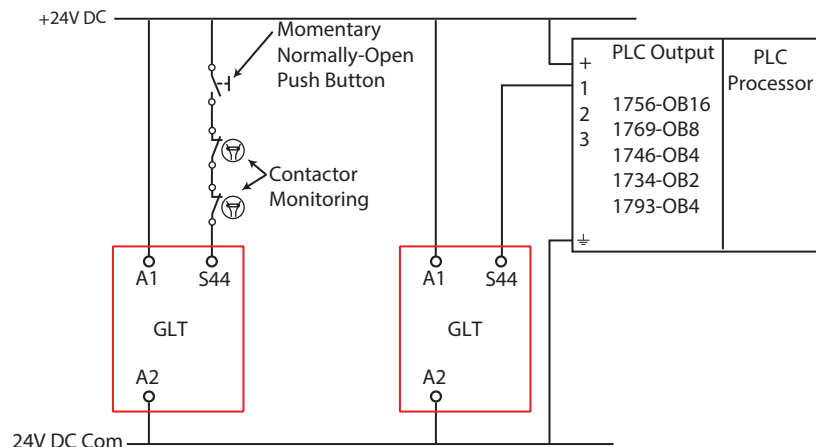 +24V DC
Momentary
Normally-Open
Push Button
Contactor
Monitoring
A1
S44
GLT
A2
A1
S44
GLT
A2
PLC Output
+
1
2
3
1756-OB16
1769-OB8
1746-OB4
1734-OB2
1793-OB4
PLC
Processor
24V DC Com